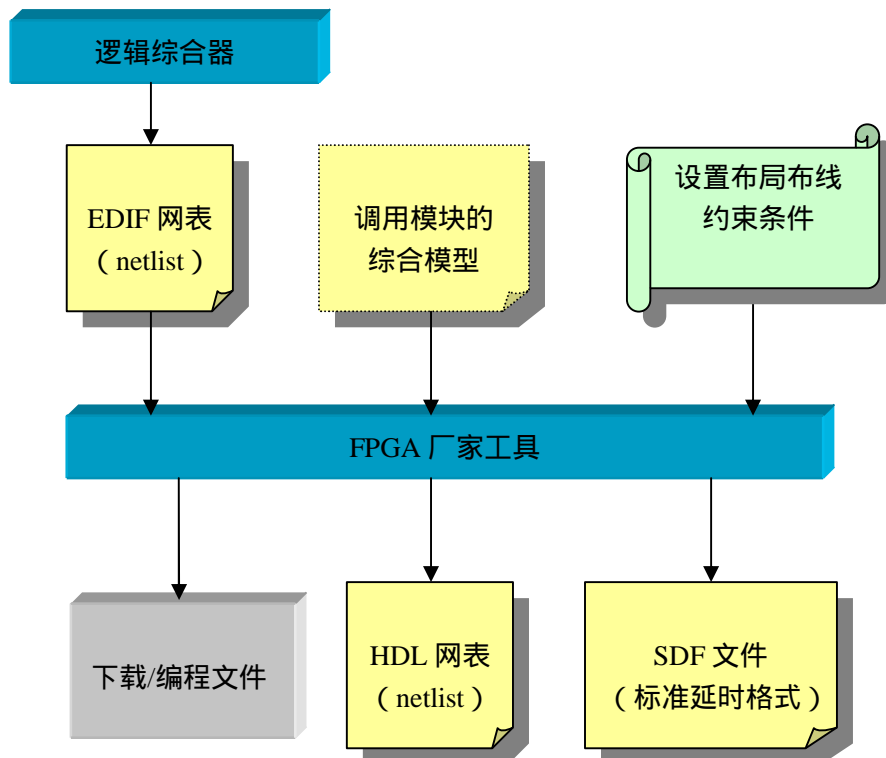 逻辑综合器
EDIF 网表
（netlist）
调用模块的
综合模型
设置布局布线
约束条件
FPGA 厂家工具
下载/编程文件
HDL 网表
（netlist）
SDF 文件
（标准延时格式）